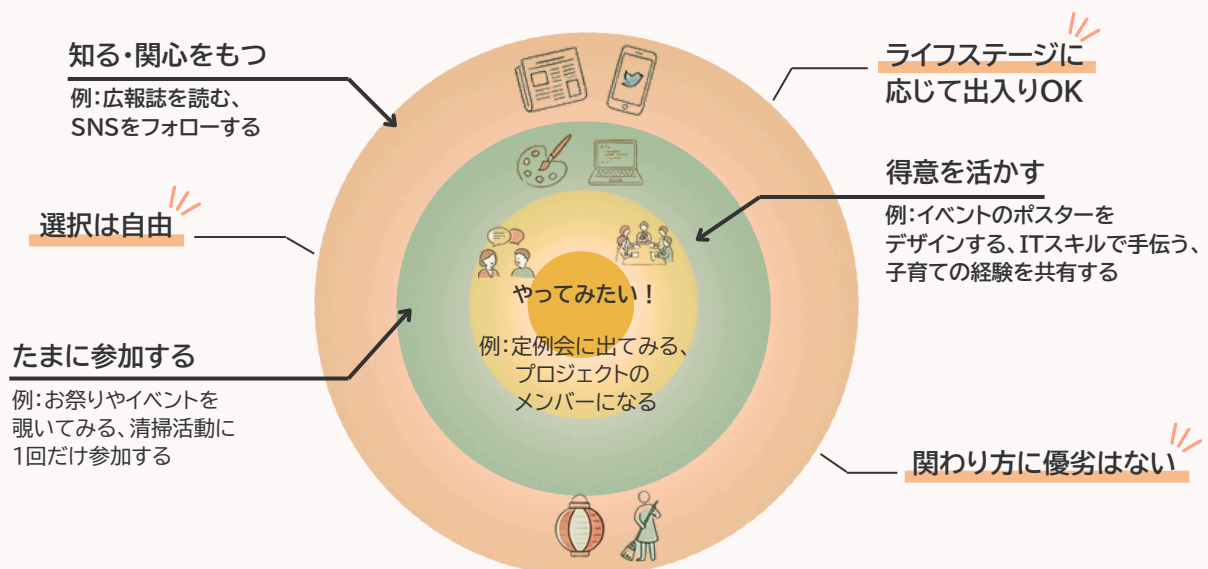 知る・関心をもつ
例：広報誌を読む、
SNSをフォローする
ライフステージに
応じて出入りOK
選択は自由
得意を活かす
例：イベントのポスターを
デザインする、ITスキルで手伝う、
子育ての経験を共有する
やってみたい！
例：定例会に出てみる、
プロジェクトの
メンバーになる
たまに参加する
例：お祭りやイベントを
覗いてみる、清掃活動に
1回だけ参加する
関わり方に優劣はない